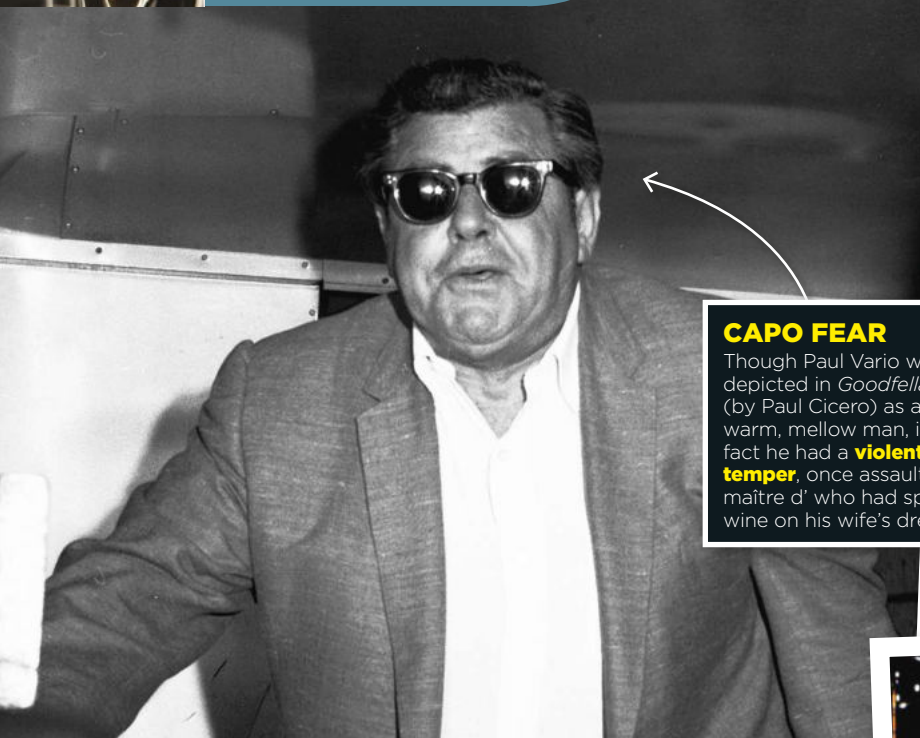 CAPO FEAR
Though Paul Vario
depicted in
(by Paul Cicero) as a
warm, mellow man,
fact he had a violent
temper, once
maître d’ who had
wine on his wife’s